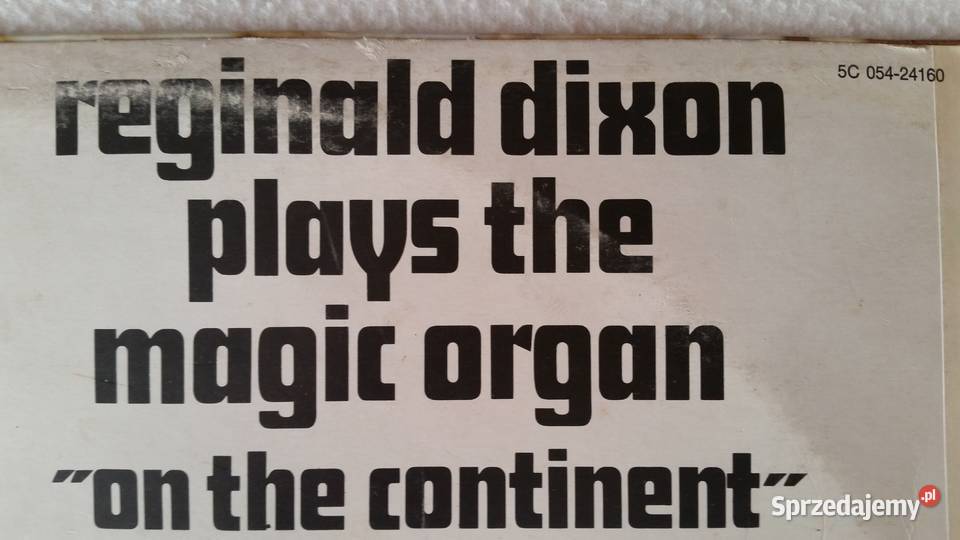 5C 054-24160
reginald dixon
plays the
magic organ
"on the continent"
Sprzedajemy.pl